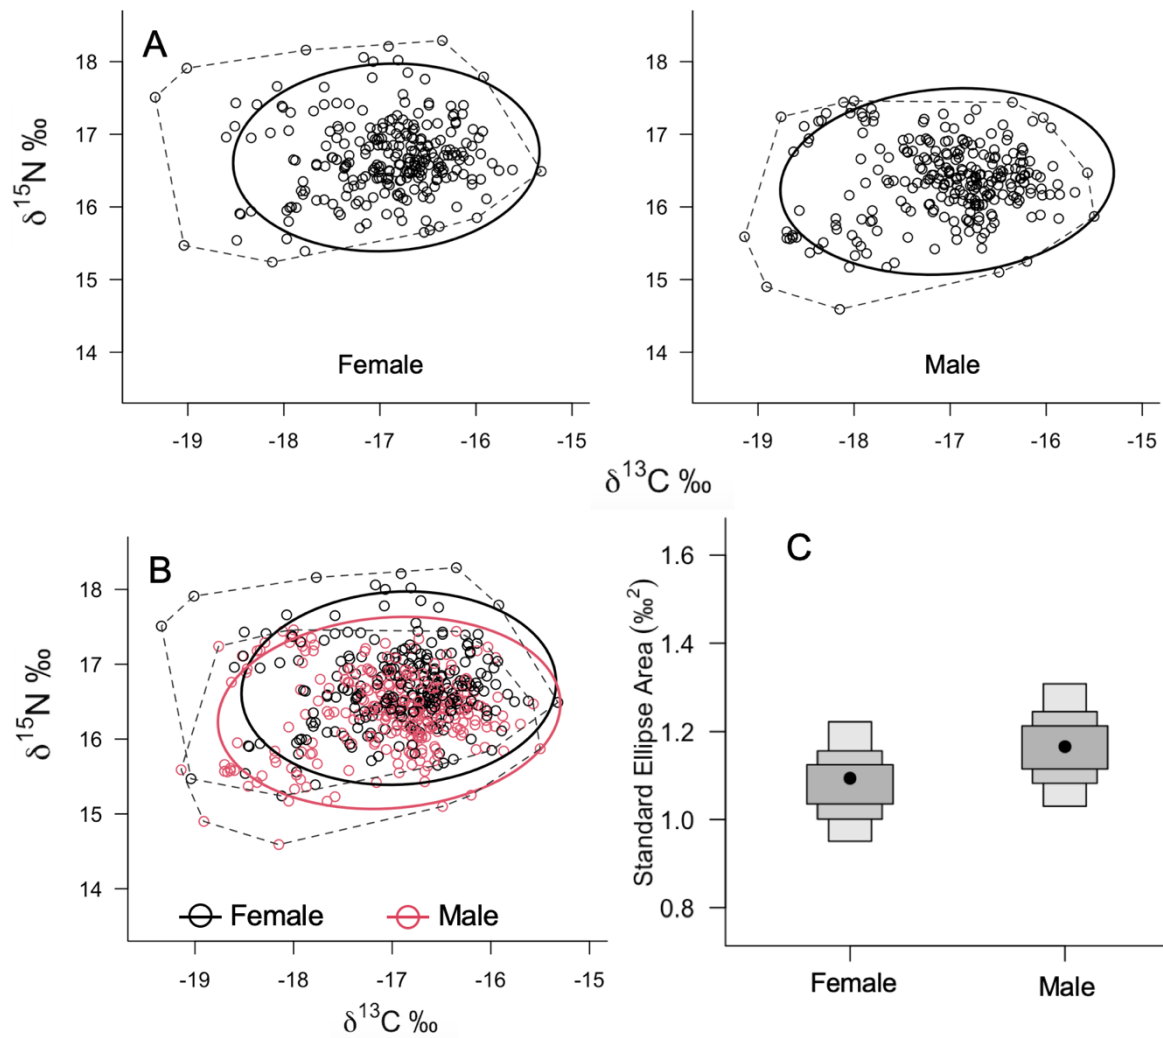 A
δ¹⁵N ‰
18
17
16
15
14
Female
-19 -18 -17 -16 -15
18
17
16
15
14
Male
-19 -18 -17 -16 -15
δ¹³C ‰
B
δ¹⁵N ‰
18
17
16
15
14
Female Male
-19 -18 -17 -16 -15
δ¹³C ‰
C
Standard Ellipse Area (‰²)
1.6
1.4
1.2
1.0
0.8
Female Male